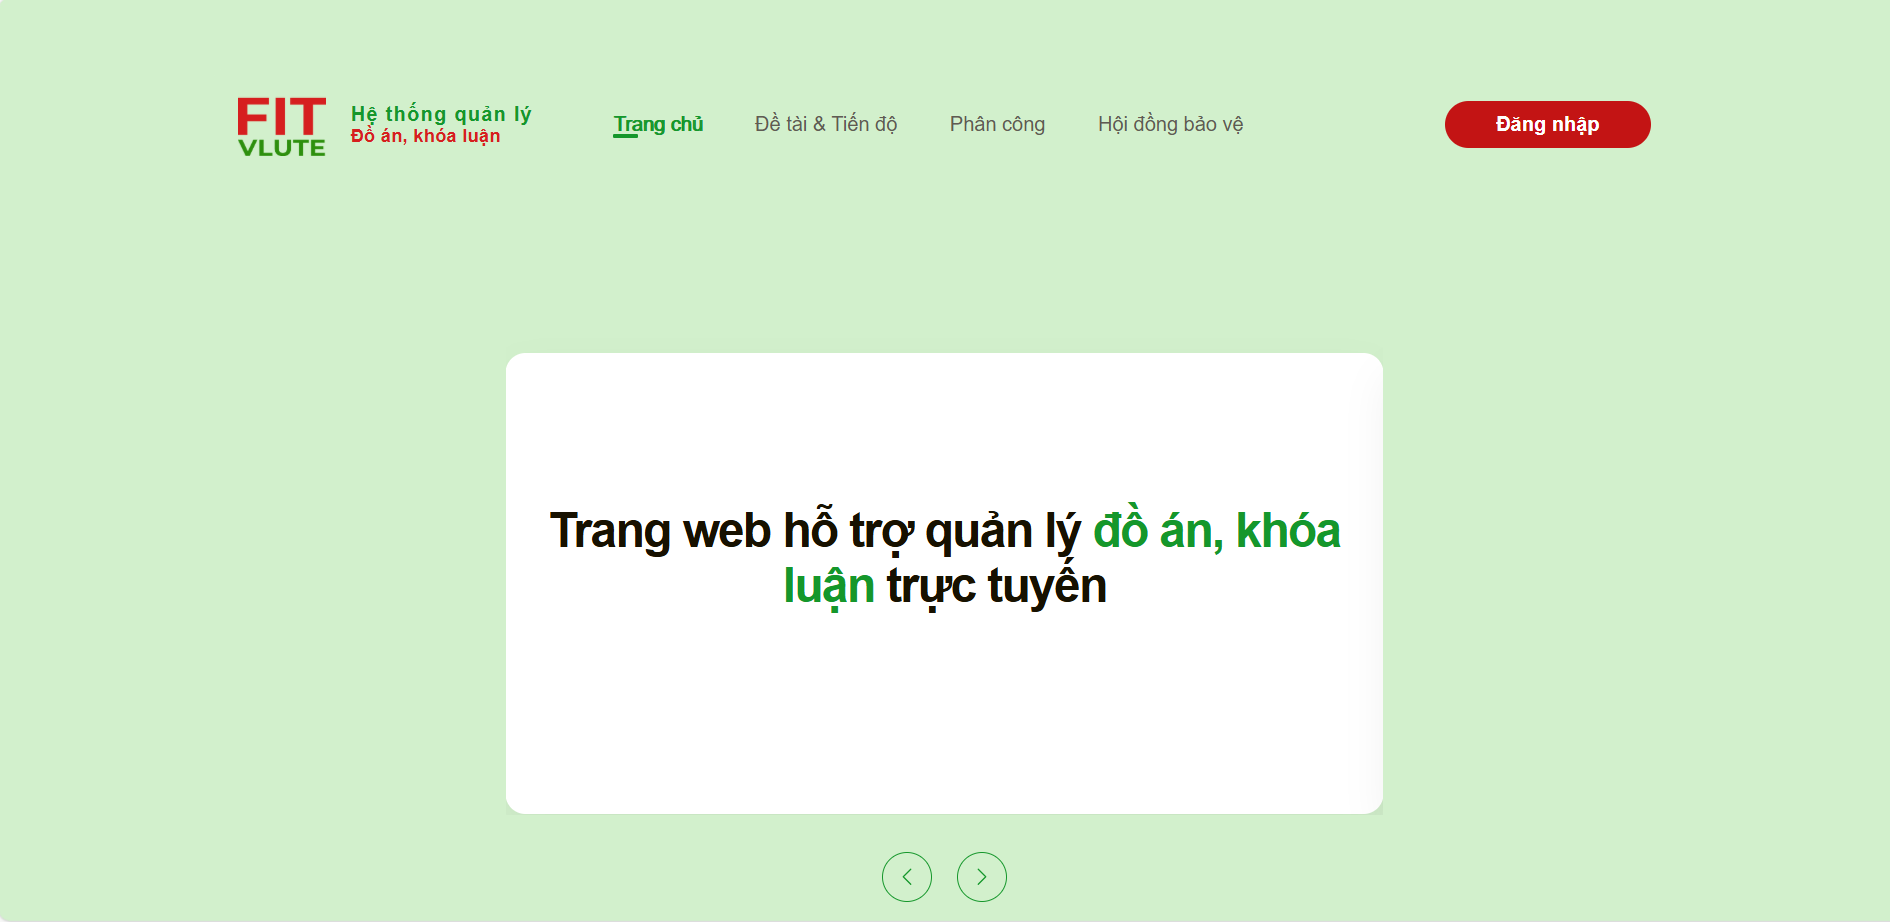 FIT
VLUTE
Hệ thống quản lý
Đồ án, khóa luận
Trang chủ
Đề tài & Tiến độ
Phân công
Hội đồng bảo vệ
Đăng nhập
Trang web hỗ trợ quản lý đồ án, khóa
luận trực tuyến